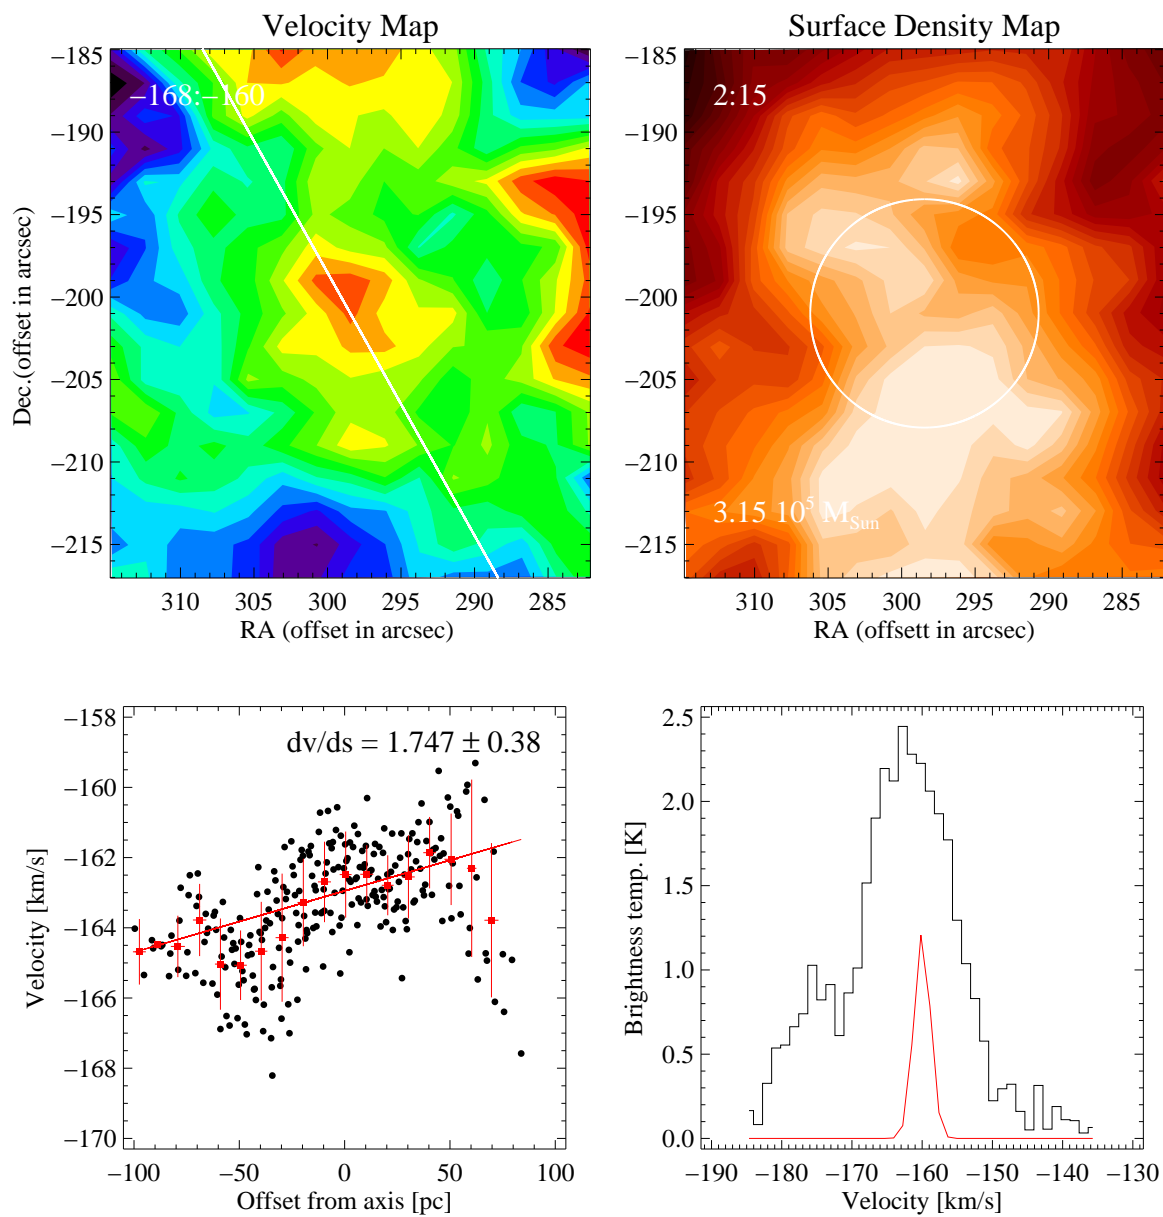 Velocity Map
−168:−160
−185
−190
−195
−200
−205
−210
−215
Dec.(offset in arcsec)
310 305 300 295 290 285
RA (offset in arcsec)
Surface Density Map
2:15
3.15 10⁵ M_Sun
−185
−190
−195
−200
−205
−210
−215
310 305 300 295 290 285
RA (offsett in arcsec)
dv/ds = 1.747 ± 0.38
−158
−160
−162
−164
−166
−168
−170
Velocity [km/s]
−100 −50 0 50 100
Offset from axis [pc]
2.5
2.0
1.5
1.0
0.5
0.0
Brightness temp. [K]
−190 −180 −170 −160 −150 −140 −130
Velocity [km/s]